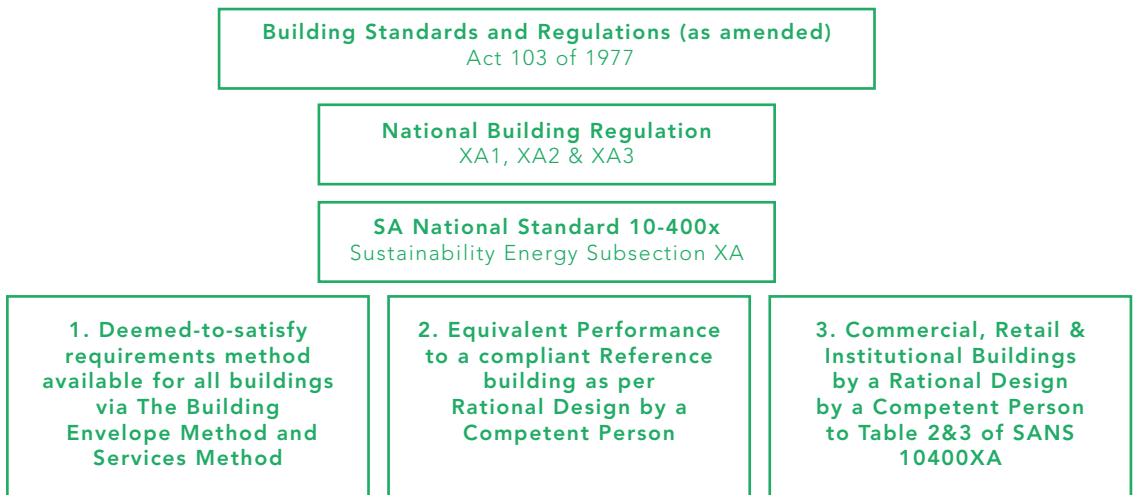 Building Standards and Regulations (as amended)
Act 103 of 1977
National Building Regulation
XA1, XA2 & XA3
SA National Standard 10-400x
Sustainability Energy Subsection XA
1. Deemed-to-satisfy
requirements method
available for all buildings
via The Building
Envelope Method and
Services Method
2. Equivalent Performance
to a compliant Reference
building as per
Rational Design by a
Competent Person
3. Commercial, Retail &
Institutional Buildings
by a Rational Design
by a Competent Person
to Table 2&3 of SANS
10400XA